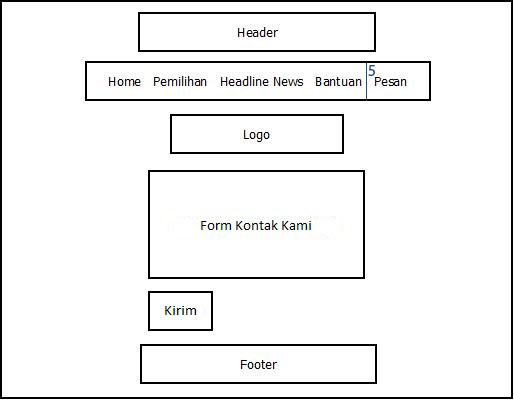 Header
Home Pemilihan Headline News Bantuan 5 Pesan
Logo
Form Kontak Kami
Kirim
Footer